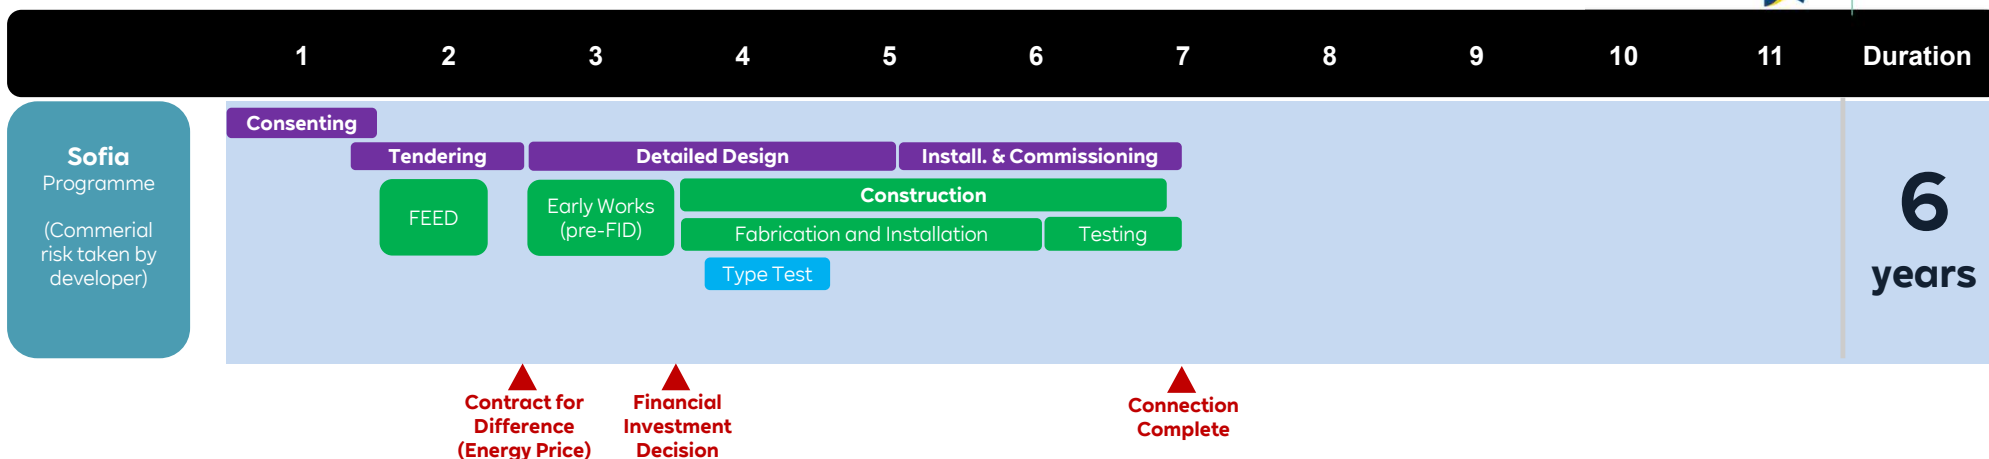 1 2 3 4 5 6 7 8 9 10 11 Duration
Sofia
Programme
(Commerial
risk taken by
developer)
Consenting
Tendering
Detailed Design
Install. & Commissioning
FEED
Early Works
(pre-FID)
Construction
Fabrication and Installation
Testing
Type Test
6
years
Contract for
Difference
(Energy Price)
Financial
Investment
Decision
Connection
Complete